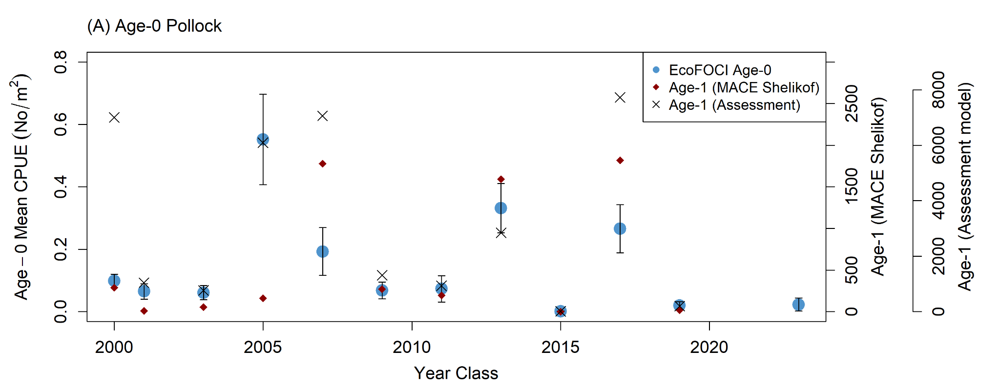 (A) Age-0 Pollock
Age−0 Mean CPUE (No/m²)
0.8
0.6
0.4
0.2
0.0
EcoFOCI Age-0
Age-1 (MACE Shelikof)
Age-1 (Assessment)
2500
1500
500
0
Age-1 (MACE Shelikof)
8000
6000
4000
2000
0
Age-1 (Assessment model)
2000
2005
2010
2015
2020
Year Class